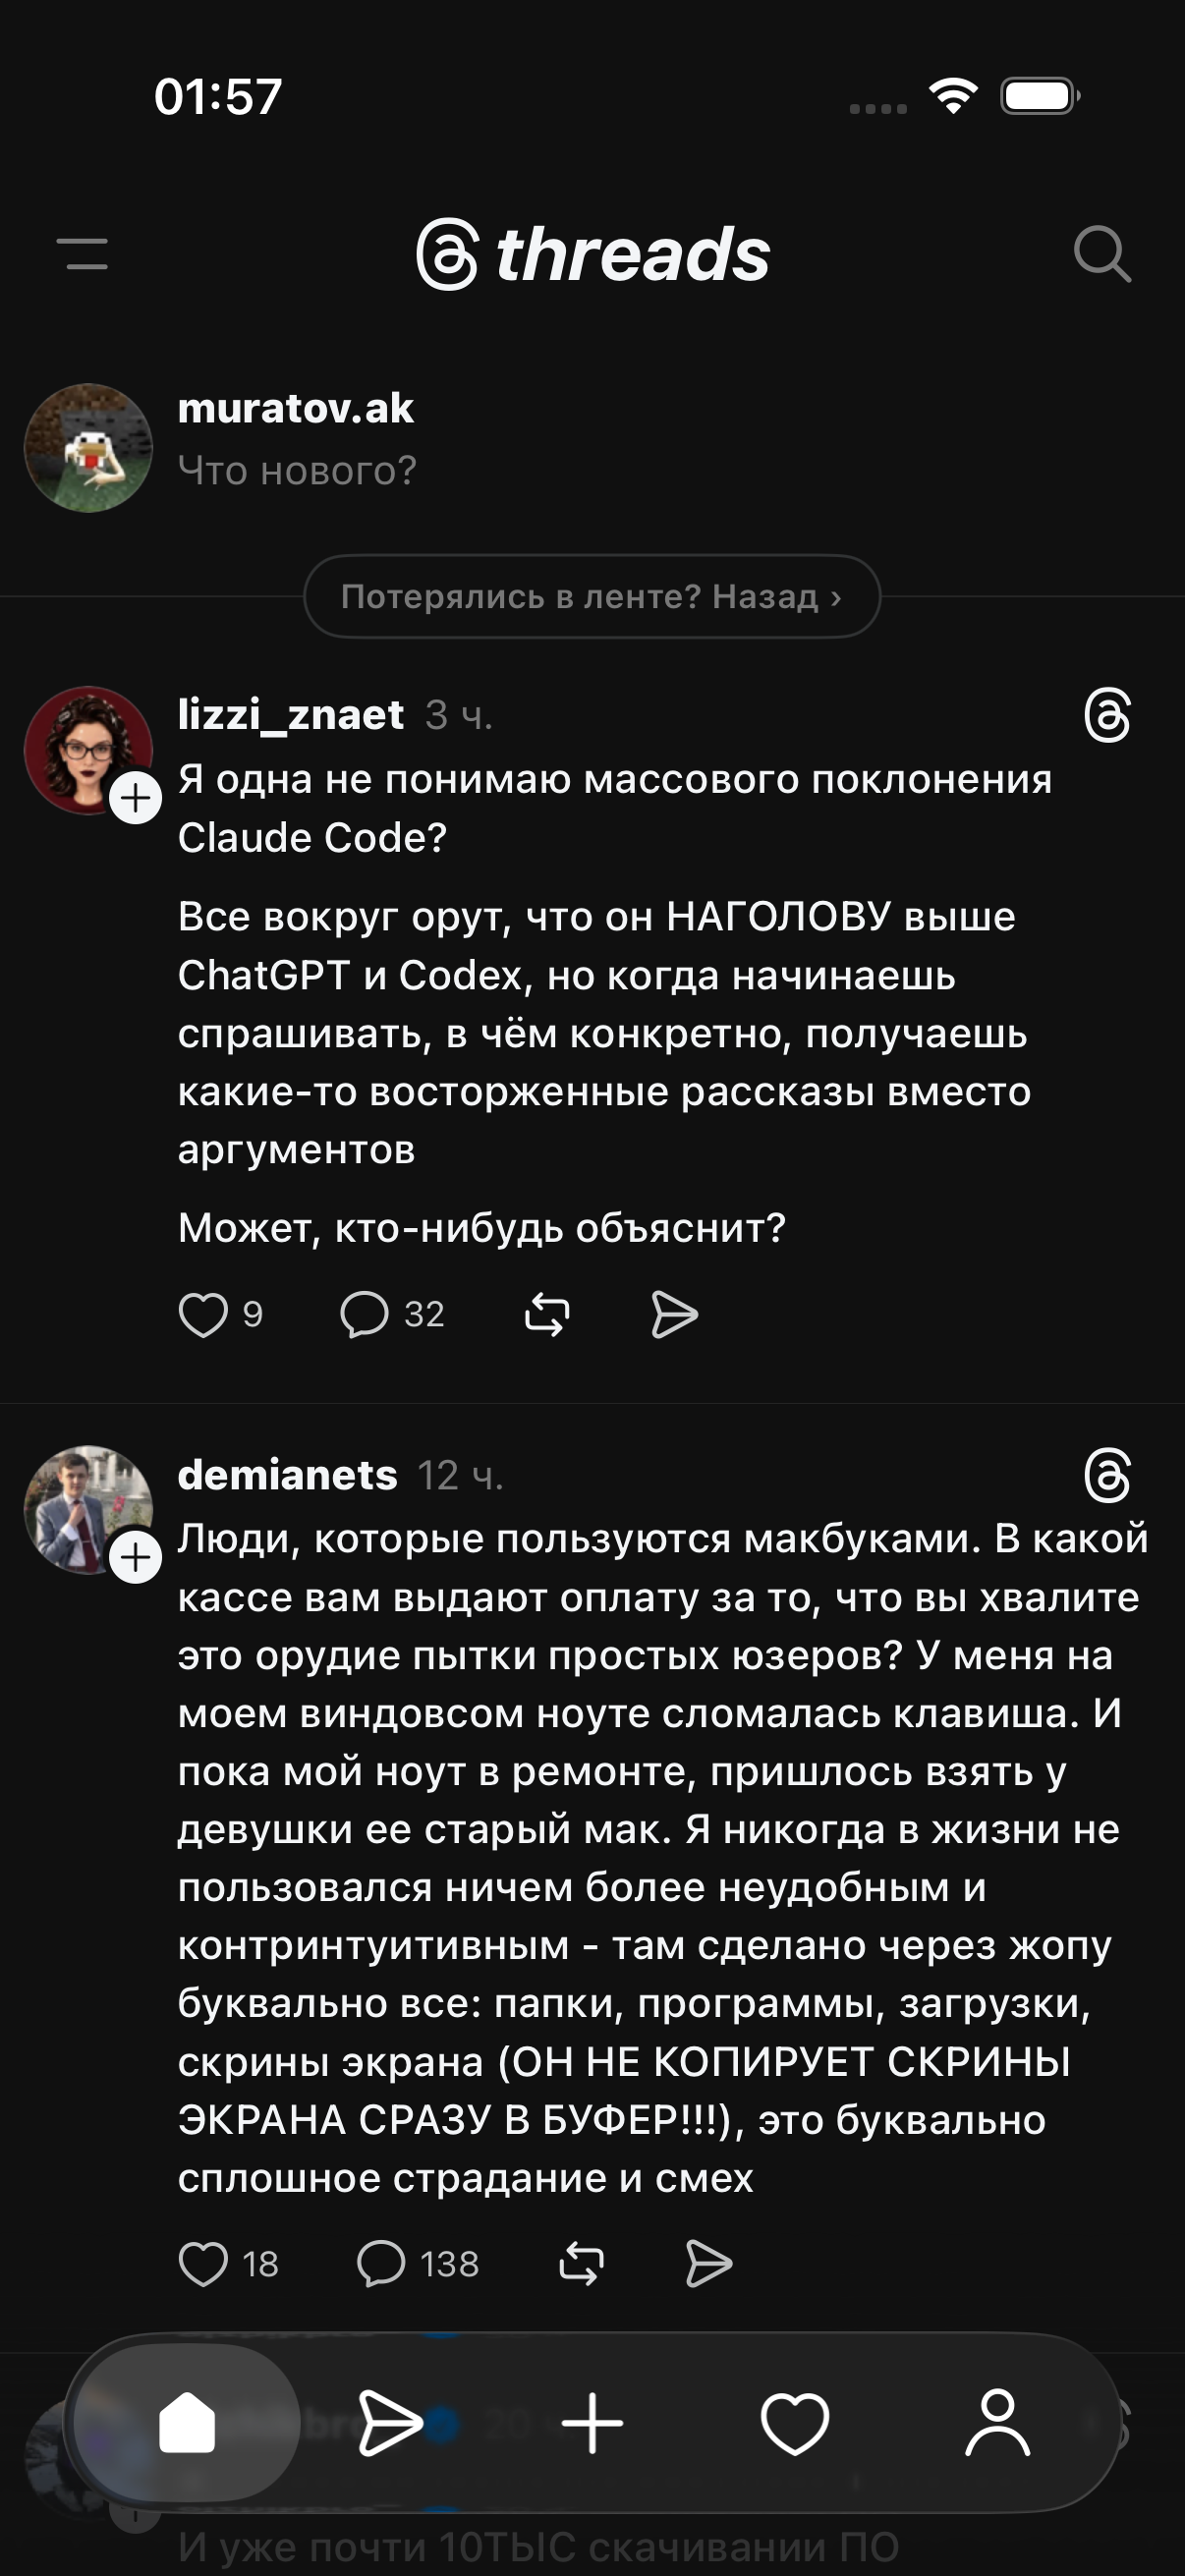 01:57
threads
muratov.ak
Что нового?
Потерялись в ленте? Назад ›
lizzi_znaet 3 ч.
Я одна не понимаю массового поклонения
Claude Code?
Все вокруг орут, что он НАГОЛОВУ выше
ChatGPT и Codex, но когда начинаешь
спрашивать, в чём конкретно, получаешь
какие-то восторженные рассказы вместо
аргументов
Может, кто-нибудь объяснит?
9 32
demianets 12 ч.
Люди, которые пользуются макбуками. В какой
кассе вам выдают оплату за то, что вы хвалите
это орудие пытки простых юзеров? У меня на
моем виндовсом ноуте сломалась клавиша. И
пока мой ноут в ремонте, пришлось взять у
девушки ее старый мак. Я никогда в жизни не
пользовался ничем более неудобным и
контринтуитивным - там сделано через жопу
буквально все: папки, программы, загрузки,
скрины экрана (ОН НЕ КОПИРУЕТ СКРИНЫ
ЭКРАНА СРАЗУ В БУФЕР!!!), это буквально
сплошное страдание и смех
18 138
И уже почти 10ТЫС скачивании ПО